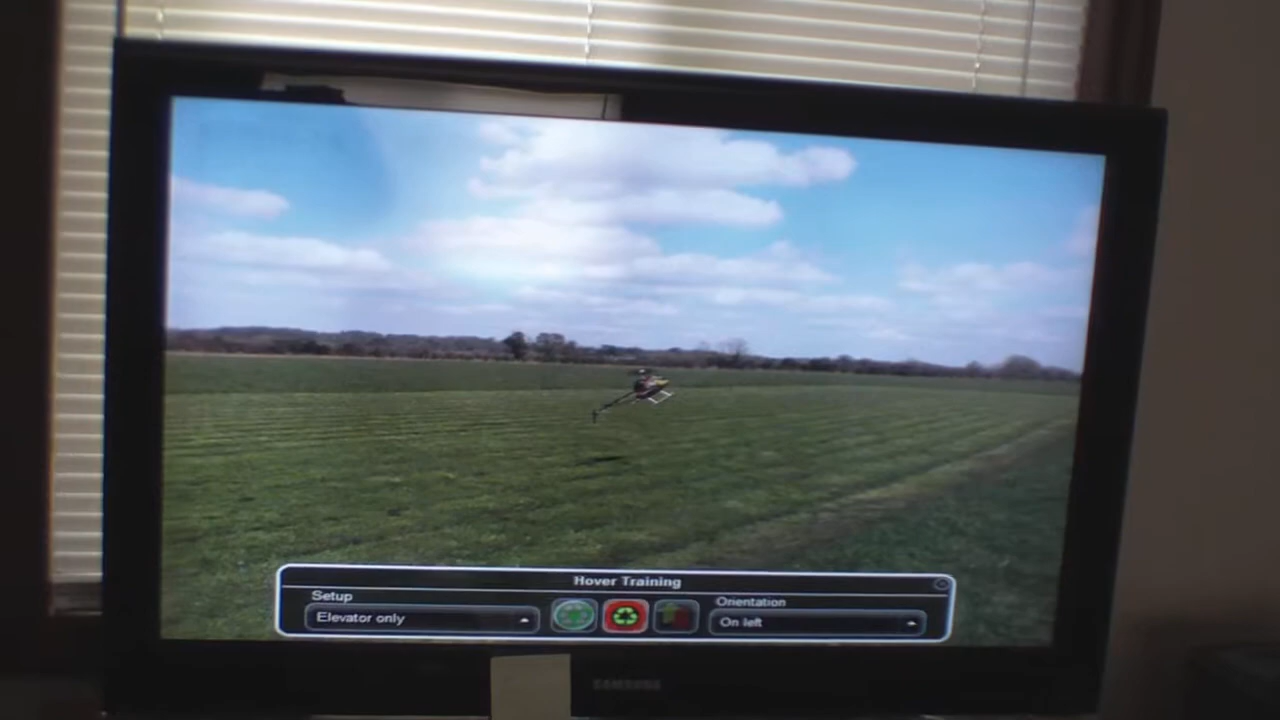 Hover Training
Setup
Orientation
Elevator only
On left
SAMSUNG